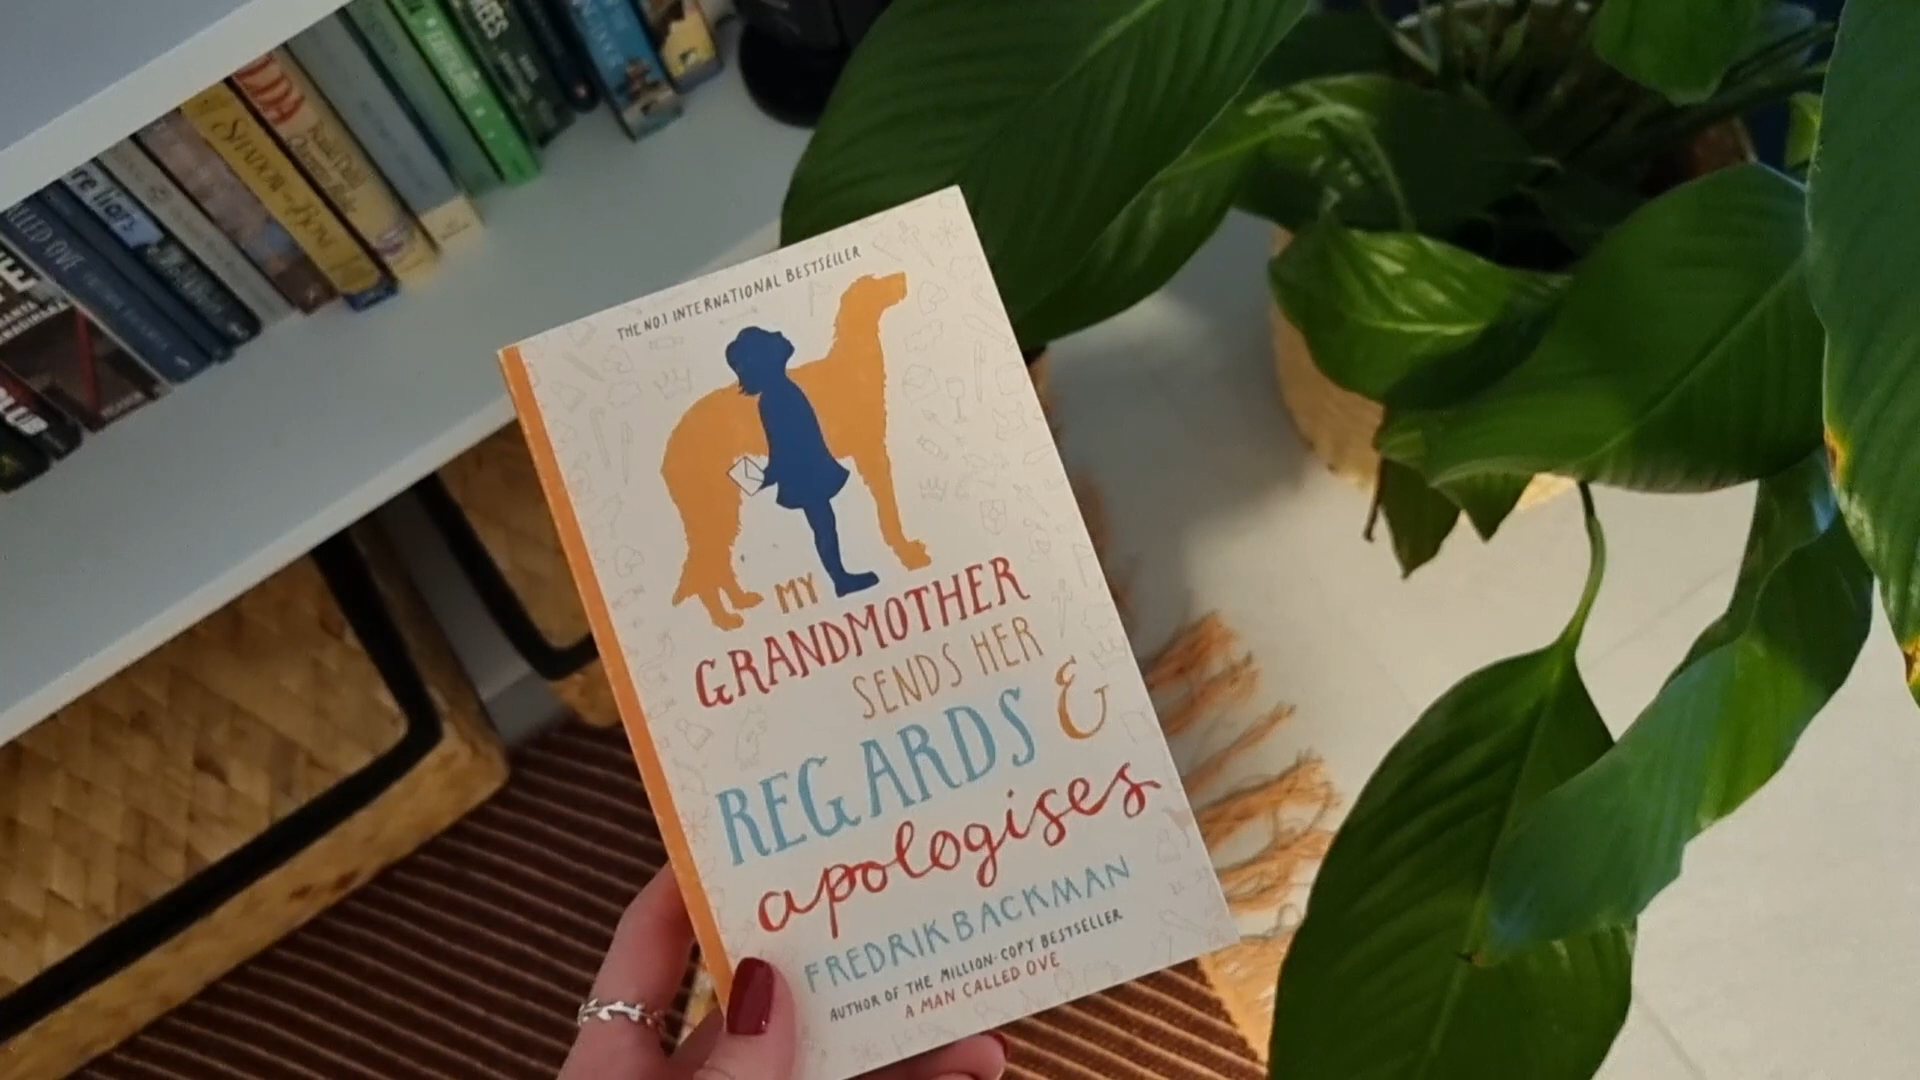 THE NO.1 INTERNATIONAL BESTSELLER
MY
GRANDMOTHER
SENDS HER
REGARDS &
apologises
FREDRIK BACKMAN
AUTHOR OF THE MILLION-COPY BESTSELLER
A MAN CALLED OVE
SHADOW